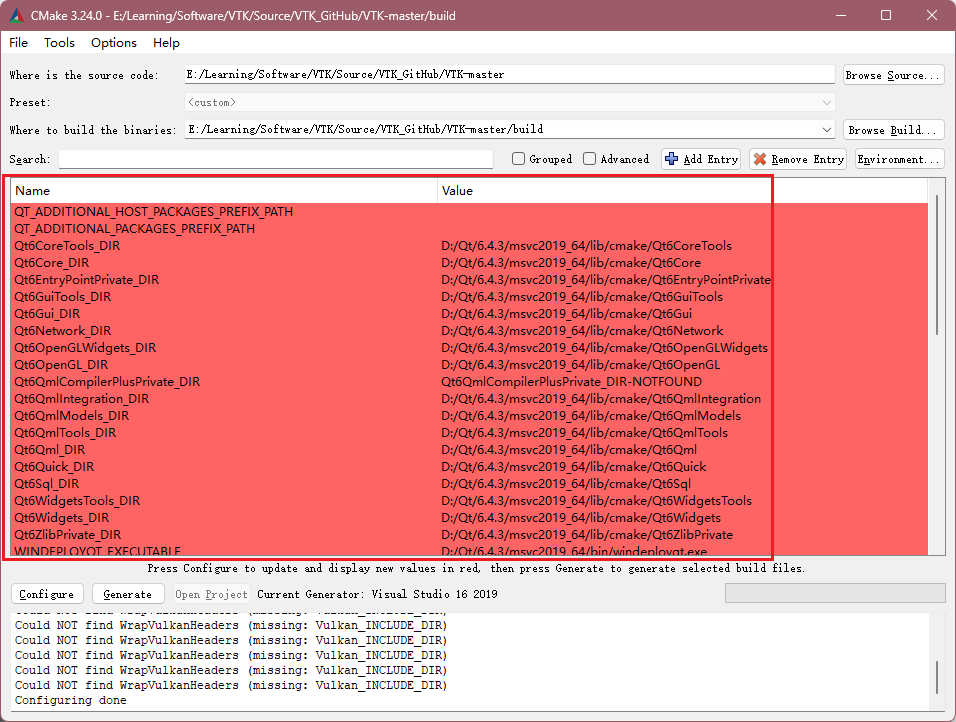 CMake 3.24.0 - E:/Learning/Software/VTK/Source/VTK_GitHub/VTK-master/build
File Tools Options Help
Where is the source code: E:/Learning/Software/VTK/Source/VTK_GitHub/VTK-master Browse Source...
Preset: <custom>
Where to build the binaries: E:/Learning/Software/VTK/Source/VTK_GitHub/VTK-master/build Browse Build...
Search: Grouped Advanced Add Entry Remove Entry Environment...
Name Value
QT_ADDITIONAL_HOST_PACKAGES_PREFIX_PATH
QT_ADDITIONAL_PACKAGES_PREFIX_PATH
Qt6CoreTools_DIR D:/Qt/6.4.3/msvc2019_64/lib/cmake/Qt6CoreTools
Qt6Core_DIR D:/Qt/6.4.3/msvc2019_64/lib/cmake/Qt6Core
Qt6EntryPointPrivate_DIR D:/Qt/6.4.3/msvc2019_64/lib/cmake/Qt6EntryPointPrivate
Qt6GuiTools_DIR D:/Qt/6.4.3/msvc2019_64/lib/cmake/Qt6GuiTools
Qt6Gui_DIR D:/Qt/6.4.3/msvc2019_64/lib/cmake/Qt6Gui
Qt6Network_DIR D:/Qt/6.4.3/msvc2019_64/lib/cmake/Qt6Network
Qt6OpenGLWidgets_DIR D:/Qt/6.4.3/msvc2019_64/lib/cmake/Qt6OpenGLWidgets
Qt6OpenGL_DIR D:/Qt/6.4.3/msvc2019_64/lib/cmake/Qt6OpenGL
Qt6QmlCompilerPlusPrivate_DIR Qt6QmlCompilerPlusPrivate_DIR-NOTFOUND
Qt6QmlIntegration_DIR D:/Qt/6.4.3/msvc2019_64/lib/cmake/Qt6QmlIntegration
Qt6QmlModels_DIR D:/Qt/6.4.3/msvc2019_64/lib/cmake/Qt6QmlModels
Qt6QmlTools_DIR D:/Qt/6.4.3/msvc2019_64/lib/cmake/Qt6QmlTools
Qt6Qml_DIR D:/Qt/6.4.3/msvc2019_64/lib/cmake/Qt6Qml
Qt6Quick_DIR D:/Qt/6.4.3/msvc2019_64/lib/cmake/Qt6Quick
Qt6Sql_DIR D:/Qt/6.4.3/msvc2019_64/lib/cmake/Qt6Sql
Qt6WidgetsTools_DIR D:/Qt/6.4.3/msvc2019_64/lib/cmake/Qt6WidgetsTools
Qt6Widgets_DIR D:/Qt/6.4.3/msvc2019_64/lib/cmake/Qt6Widgets
Qt6ZlibPrivate_DIR D:/Qt/6.4.3/msvc2019_64/lib/cmake/Qt6ZlibPrivate
WINDEPLOYQT_EXECUTABLE D:/Qt/6.4.3/msvc2019_64/bin/windeployqt.exe
Press Configure to update and display new values in red, then press Generate to generate selected build files.
Configure Generate Open Project Current Generator: Visual Studio 16 2019
Could NOT find WrapVulkanHeaders (missing: Vulkan_INCLUDE_DIR)
Could NOT find WrapVulkanHeaders (missing: Vulkan_INCLUDE_DIR)
Could NOT find WrapVulkanHeaders (missing: Vulkan_INCLUDE_DIR)
Could NOT find WrapVulkanHeaders (missing: Vulkan_INCLUDE_DIR)
Could NOT find WrapVulkanHeaders (missing: Vulkan_INCLUDE_DIR)
Could NOT find WrapVulkanHeaders (missing: Vulkan_INCLUDE_DIR)
Configuring done